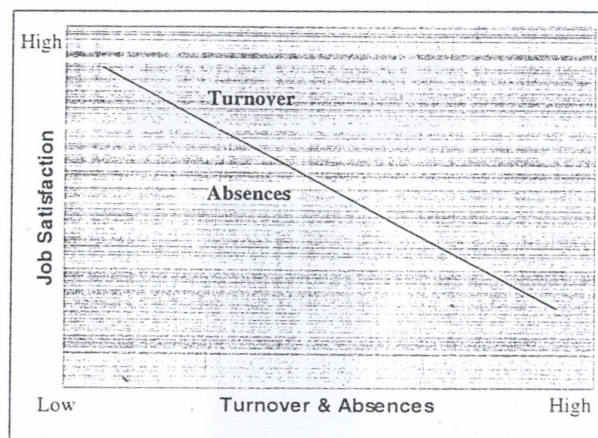 High
Turnover
Absences
Job Satisfaction
Low Turnover & Absences High